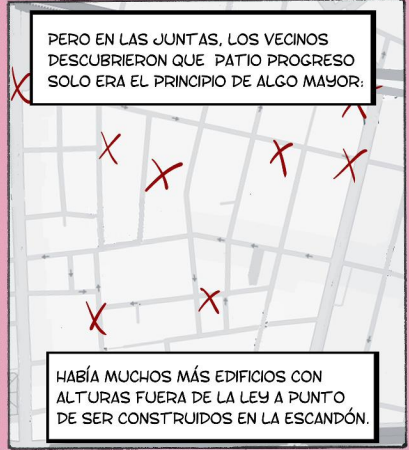 PERO EN LAS JUNTAS, LOS VECINOS
DESCUBRIERON QUE PATIO PROGRESO
SOLO ERA EL PRINCIPIO DE ALGO MAYOR:
HABÍA MUCHOS MÁS EDIFICIOS CON
ALTURAS FUERA DE LA LEY A PUNTO
DE SER CONSTRUIDOS EN LA ESCANDÓN.